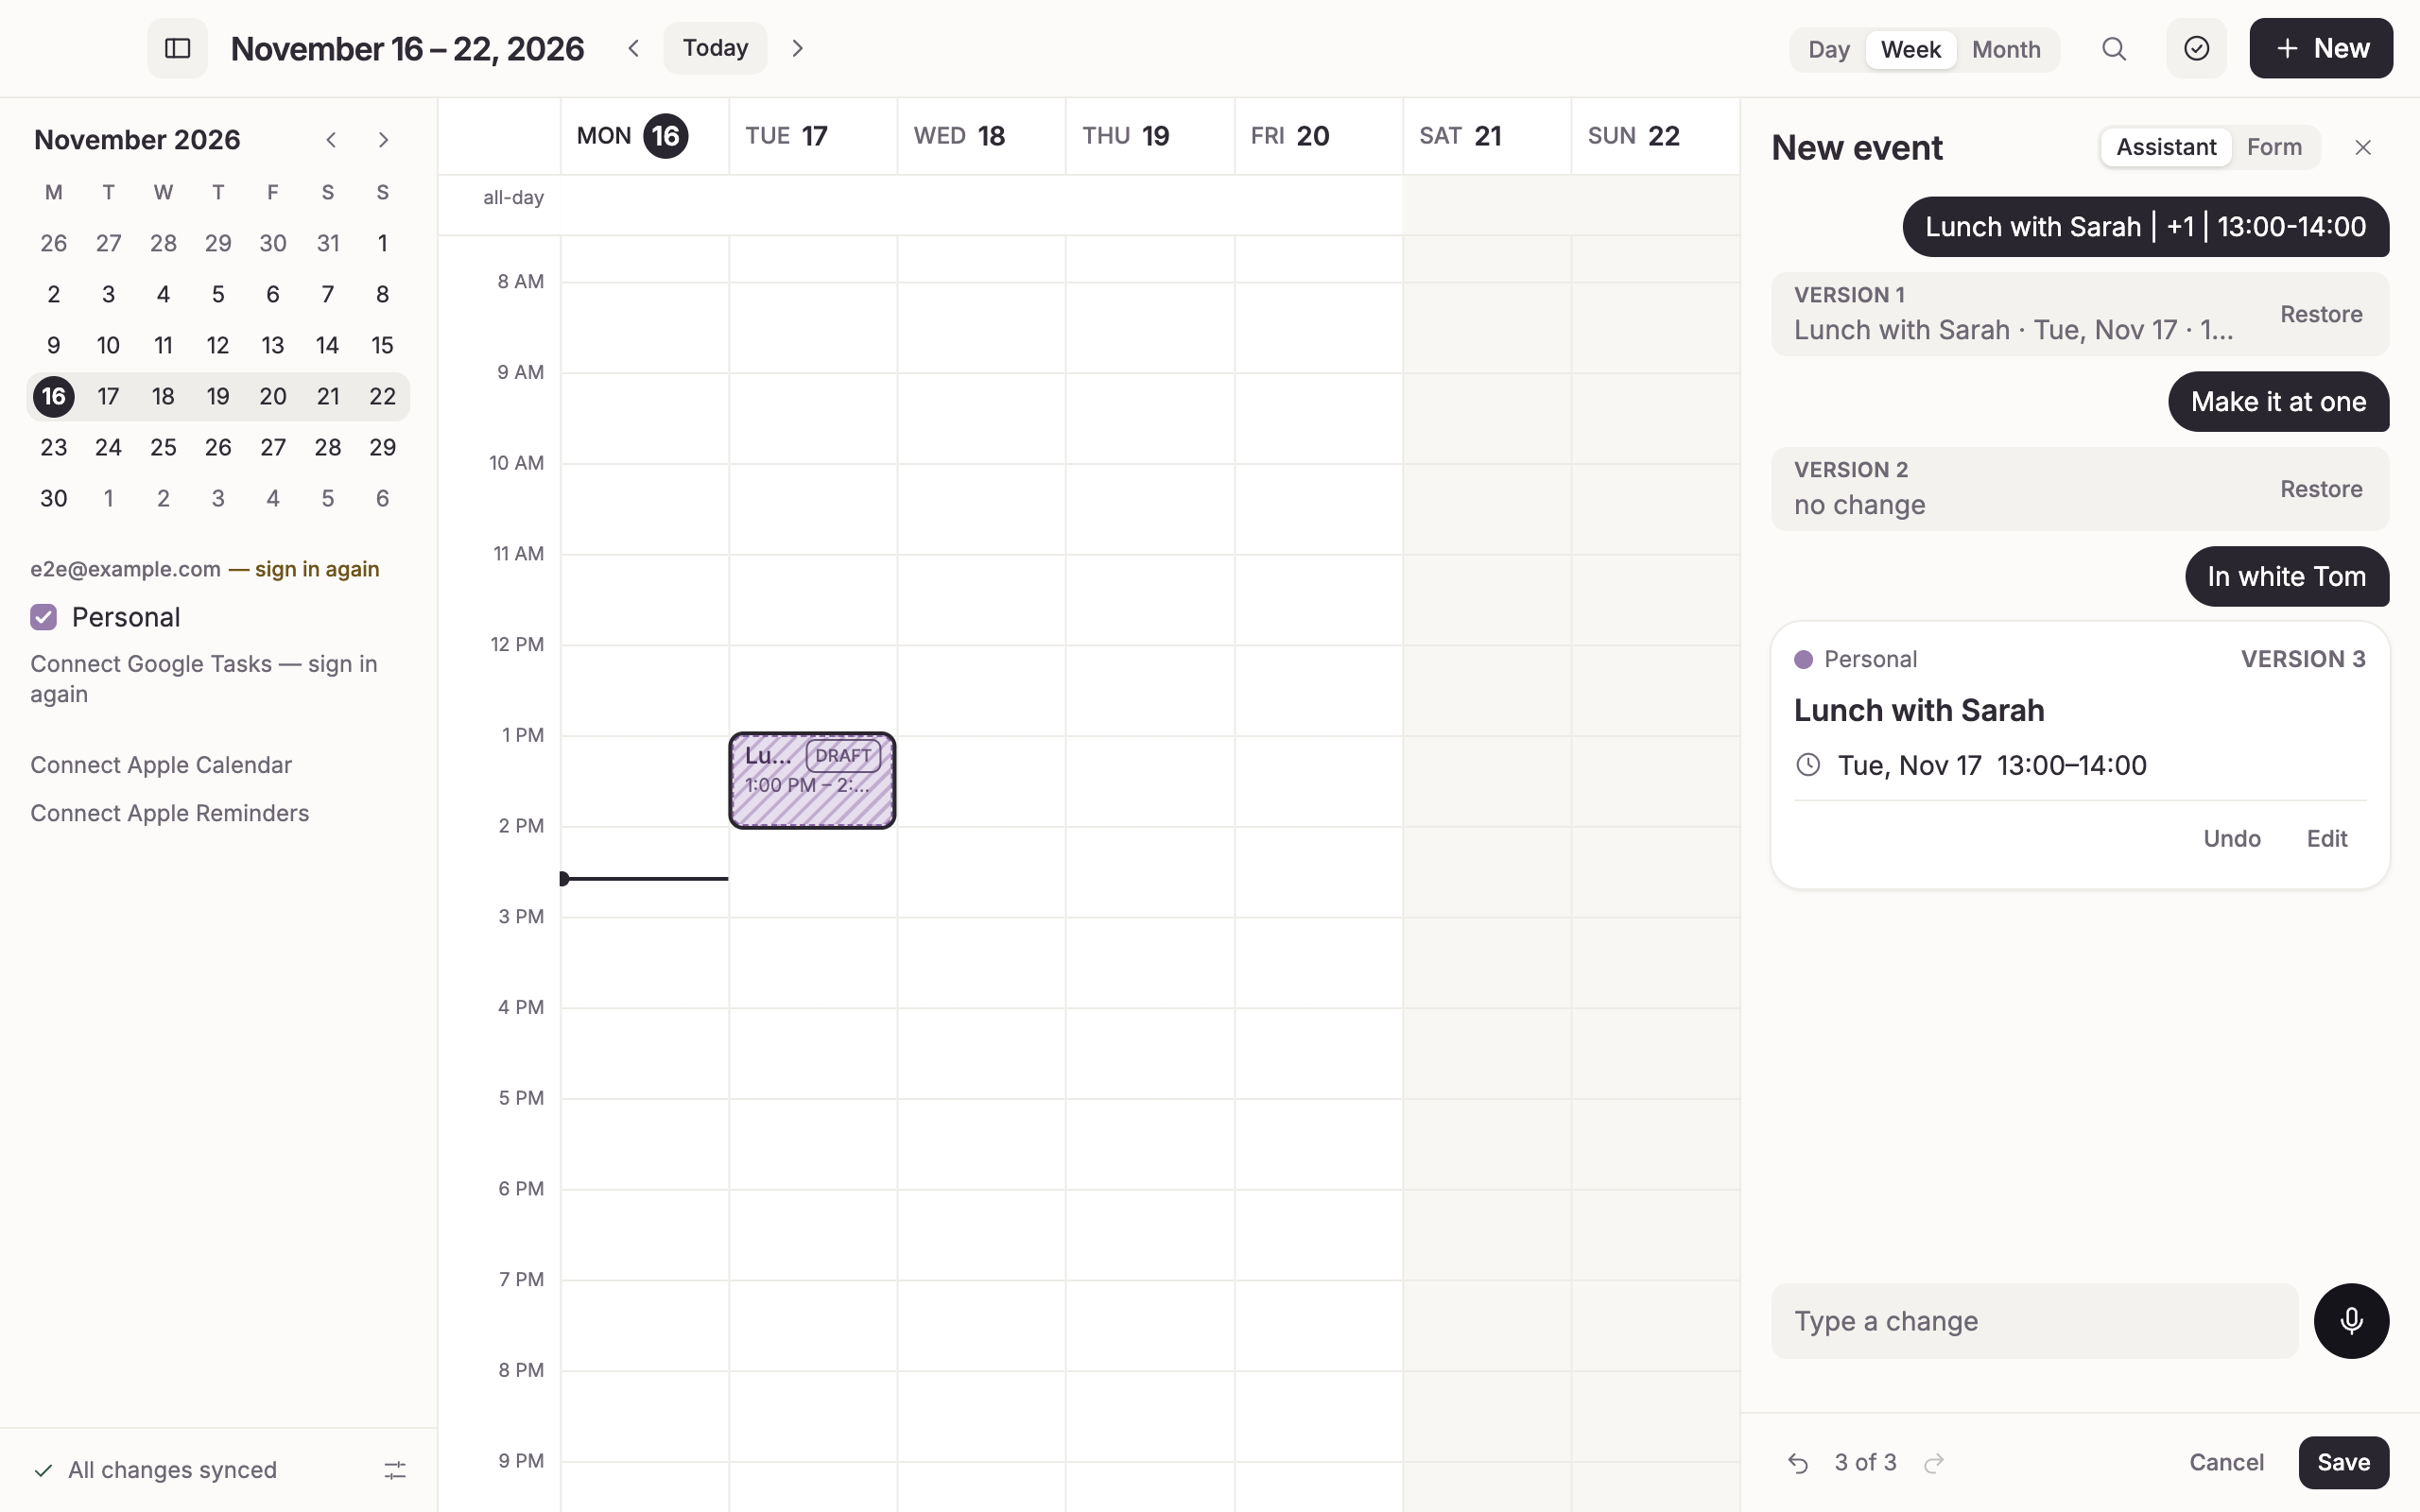 November 16 – 22, 2026
Today
Day Week Month
New
November 2026
M T W T F S S
26 27 28 29 30 31 1
2 3 4 5 6 7 8
9 10 11 12 13 14 15
16 17 18 19 20 21 22
23 24 25 26 27 28 29
30 1 2 3 4 5 6
e2e@example.com — sign in again
Personal
Connect Google Tasks — sign in
again
Connect Apple Calendar
Connect Apple Reminders
All changes synced
MON 16 TUE 17 WED 18 THU 19 FRI 20 SAT 21 SUN 22
all-day
8 AM
9 AM
10 AM
11 AM
12 PM
1 PM
Lu... DRAFT
1:00 PM – 2:...
2 PM
3 PM
4 PM
5 PM
6 PM
7 PM
8 PM
9 PM
New event
Assistant Form
Lunch with Sarah | +1 | 13:00-14:00
VERSION 1
Lunch with Sarah · Tue, Nov 17 · 1...
Restore
Make it at one
VERSION 2
no change
Restore
In white Tom
Personal VERSION 3
Lunch with Sarah
Tue, Nov 17 13:00–14:00
Undo Edit
Type a change
3 of 3
Cancel Save